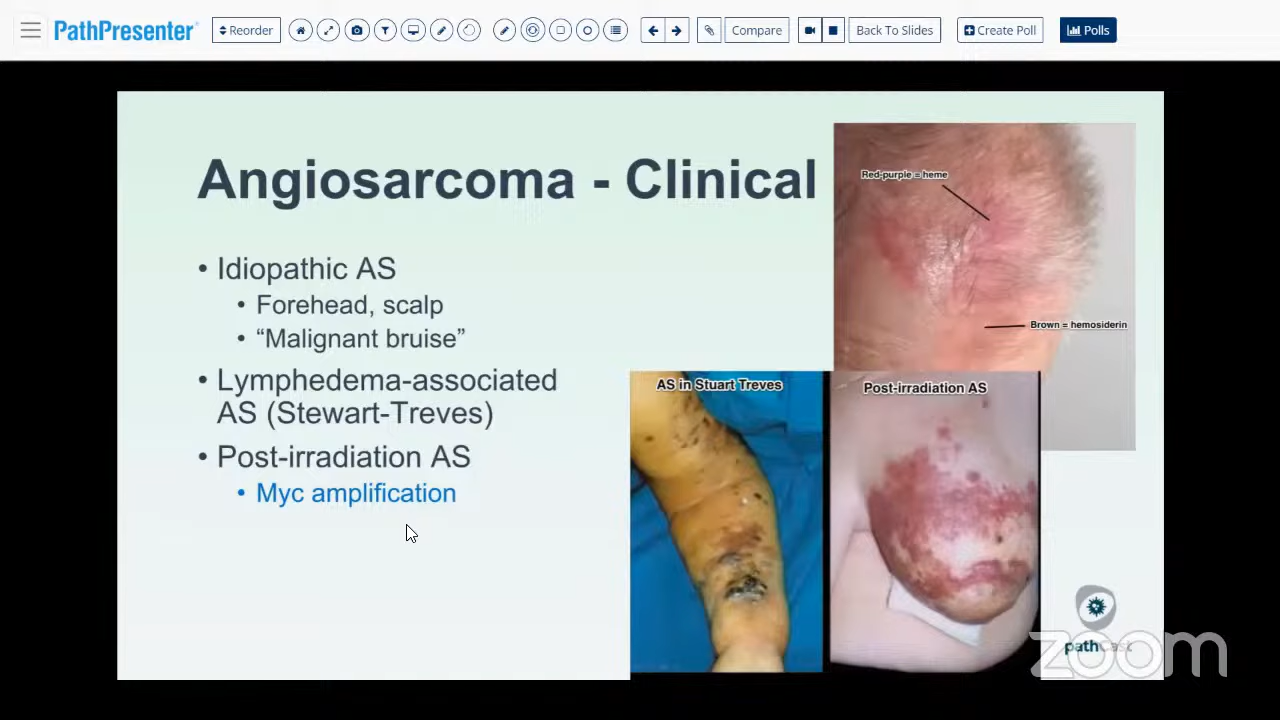 PathPresenter
Reorder
Compare
Back To Slides
Create Poll
Polls
Angiosarcoma - Clinical
• Idiopathic AS
• Forehead, scalp
• “Malignant bruise”
• Lymphedema-associated
AS (Stewart-Treves)
• Post-irradiation AS
• Myc amplification
Red-purple = heme
Brown = hemosiderin
AS in Stuart Treves
Post-irradiation AS
pathCast
zoom